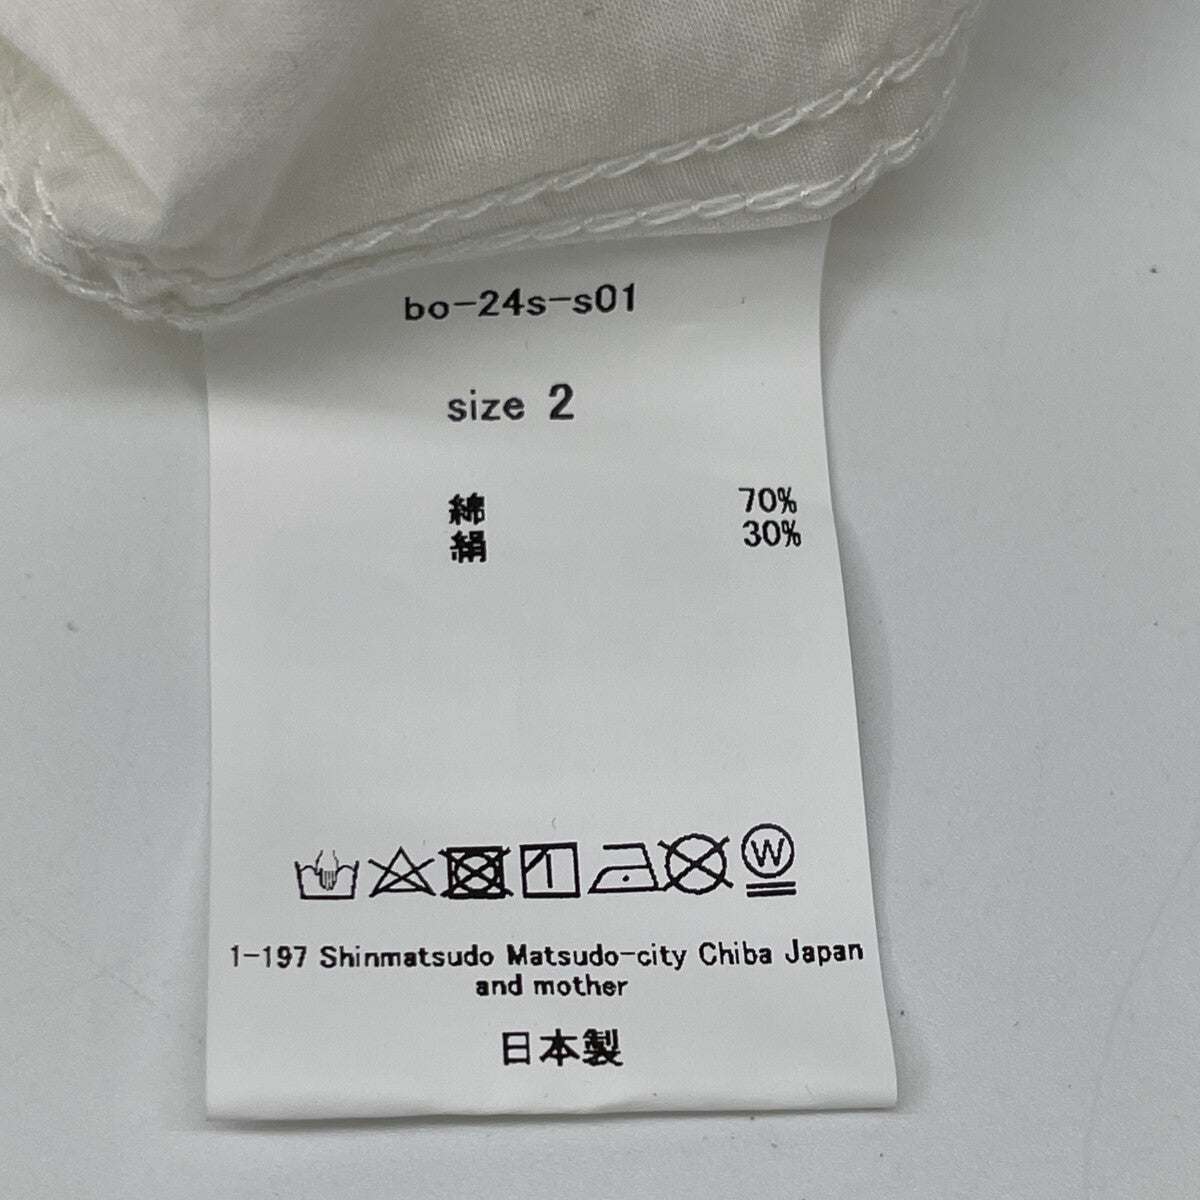 bo-24s-s01
size 2
綿 70%
絹 30%
W
1-197 Shinmatsudo Matsudo-city Chiba Japan
and mother
日本製